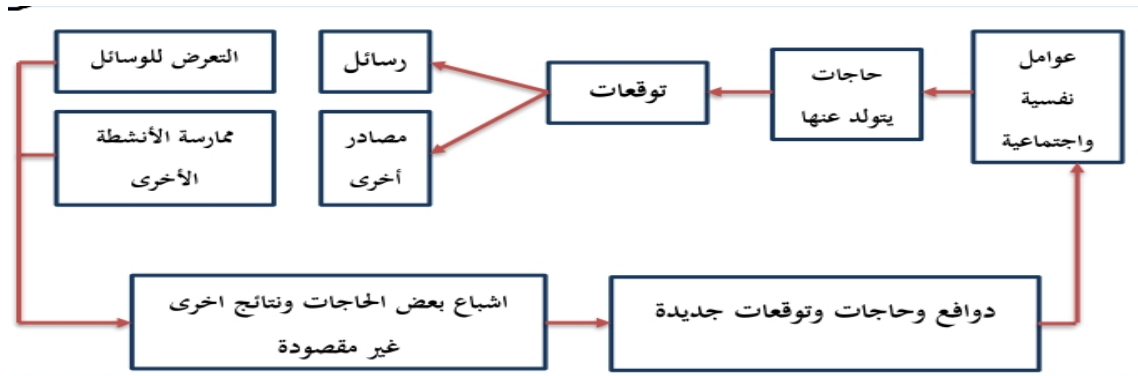 عوامل
نفسية
واجتماعية
حاجات
يتولد عنها
توقعات
رسائل
مصادر
أخرى
التعرض للوسائل
ممارسة الأنشطة
الأخرى
اشباع بعض الحاجات ونتائج اخرى
غير مقصودة
دوافع وحاجات وتوقعات جديدة